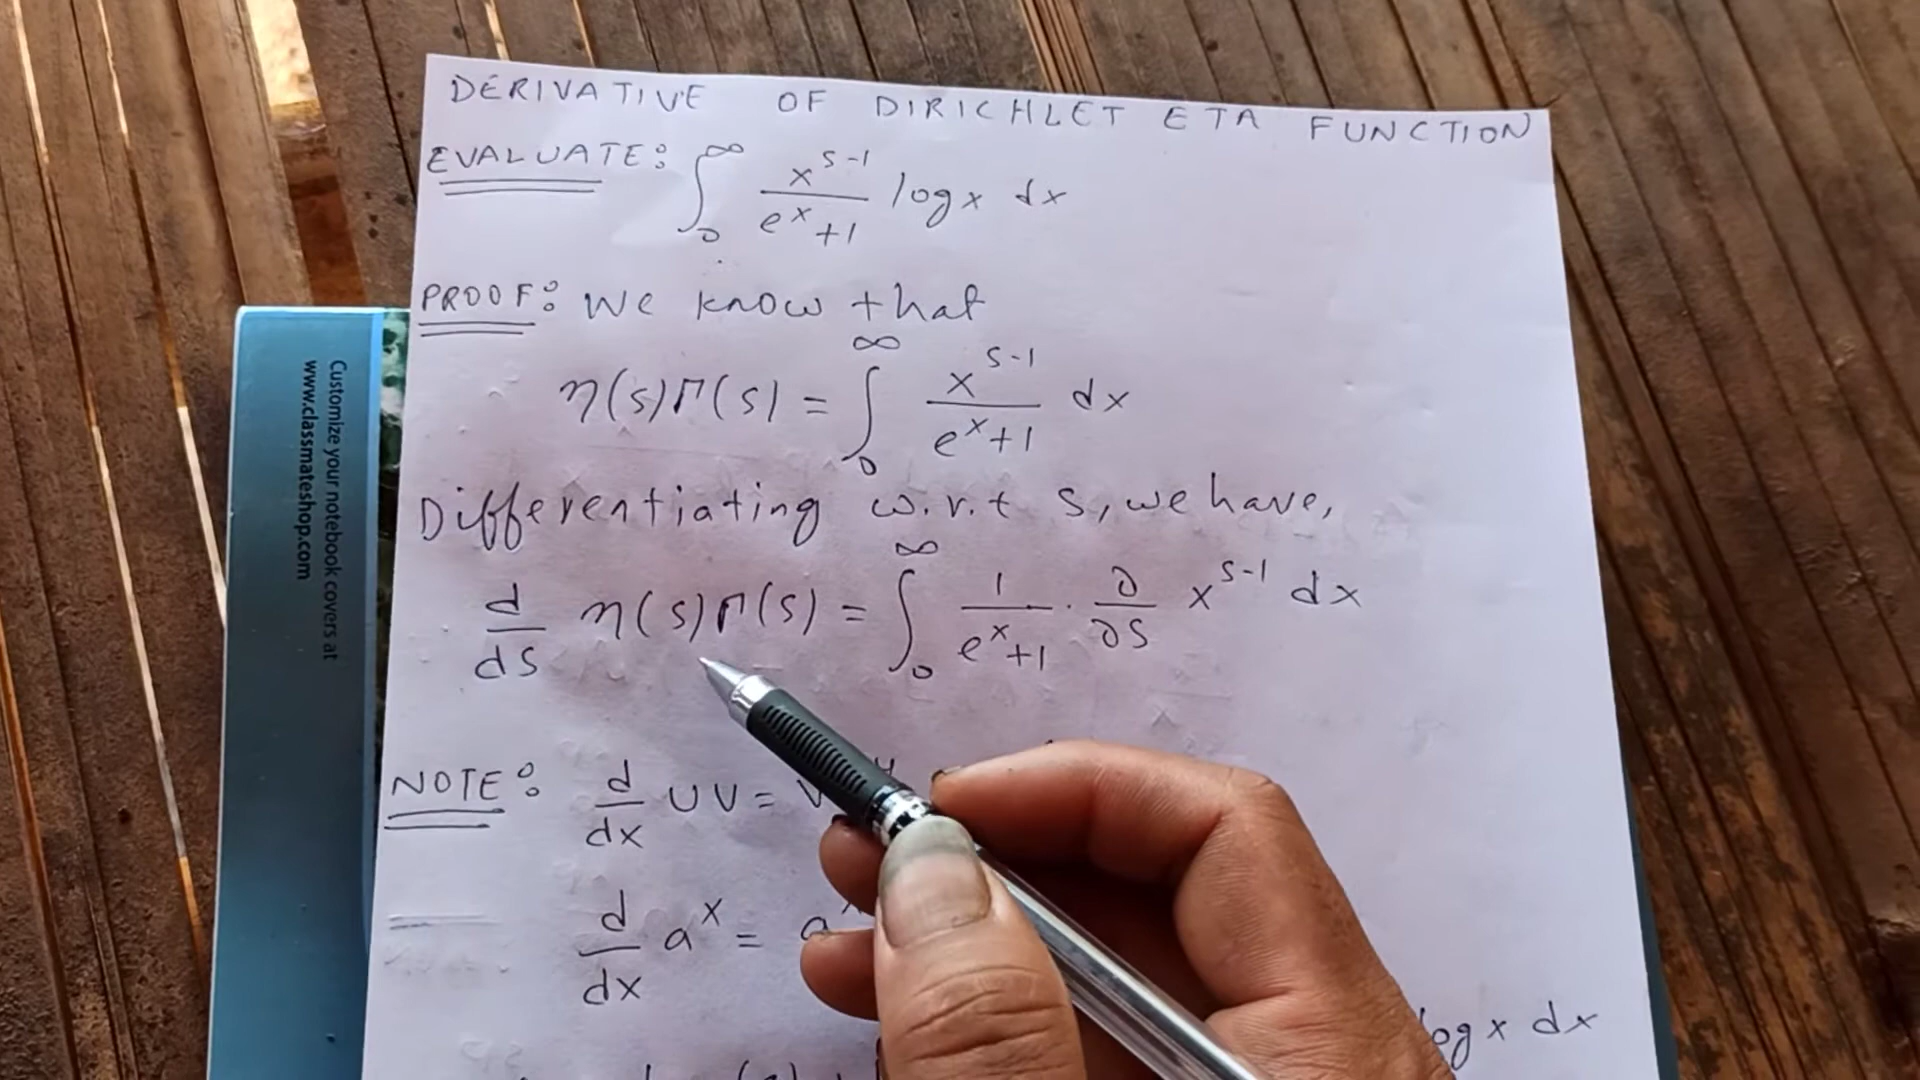 DERIVATIVE OF DIRICHLET ETA FUNCTION
EVALUATE: ∫₀^∞ x^(s-1)/(e^x+1) log x dx
PROOF: We know that
η(s)Γ(s) = ∫₀^∞ x^(s-1)/(e^x+1) dx
Differentiating w.r.t s, we have,
d/ds η(s)Γ(s) = ∫₀^∞ 1/(e^x+1) · ∂/∂s x^(s-1) dx
NOTE: d/dx UV = V
d/dx a^x = a^x
log x dx
Customize your notebook covers at
www.classmateshop.com